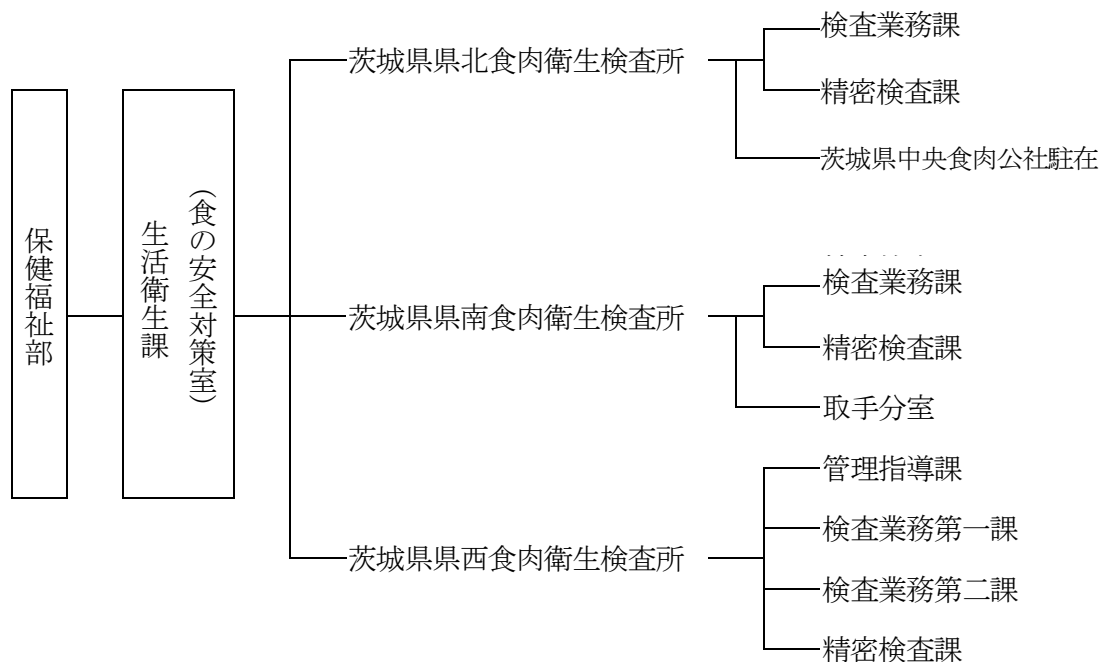 保健福祉部
生活衛生課
(食の安全対策室)
茨城県県北食肉衛生検査所
検査業務課
精密検査課
茨城県中央食肉公社駐在
茨城県県南食肉衛生検査所
検査業務課
精密検査課
取手分室
茨城県県西食肉衛生検査所
管理指導課
検査業務第一課
検査業務第二課
精密検査課